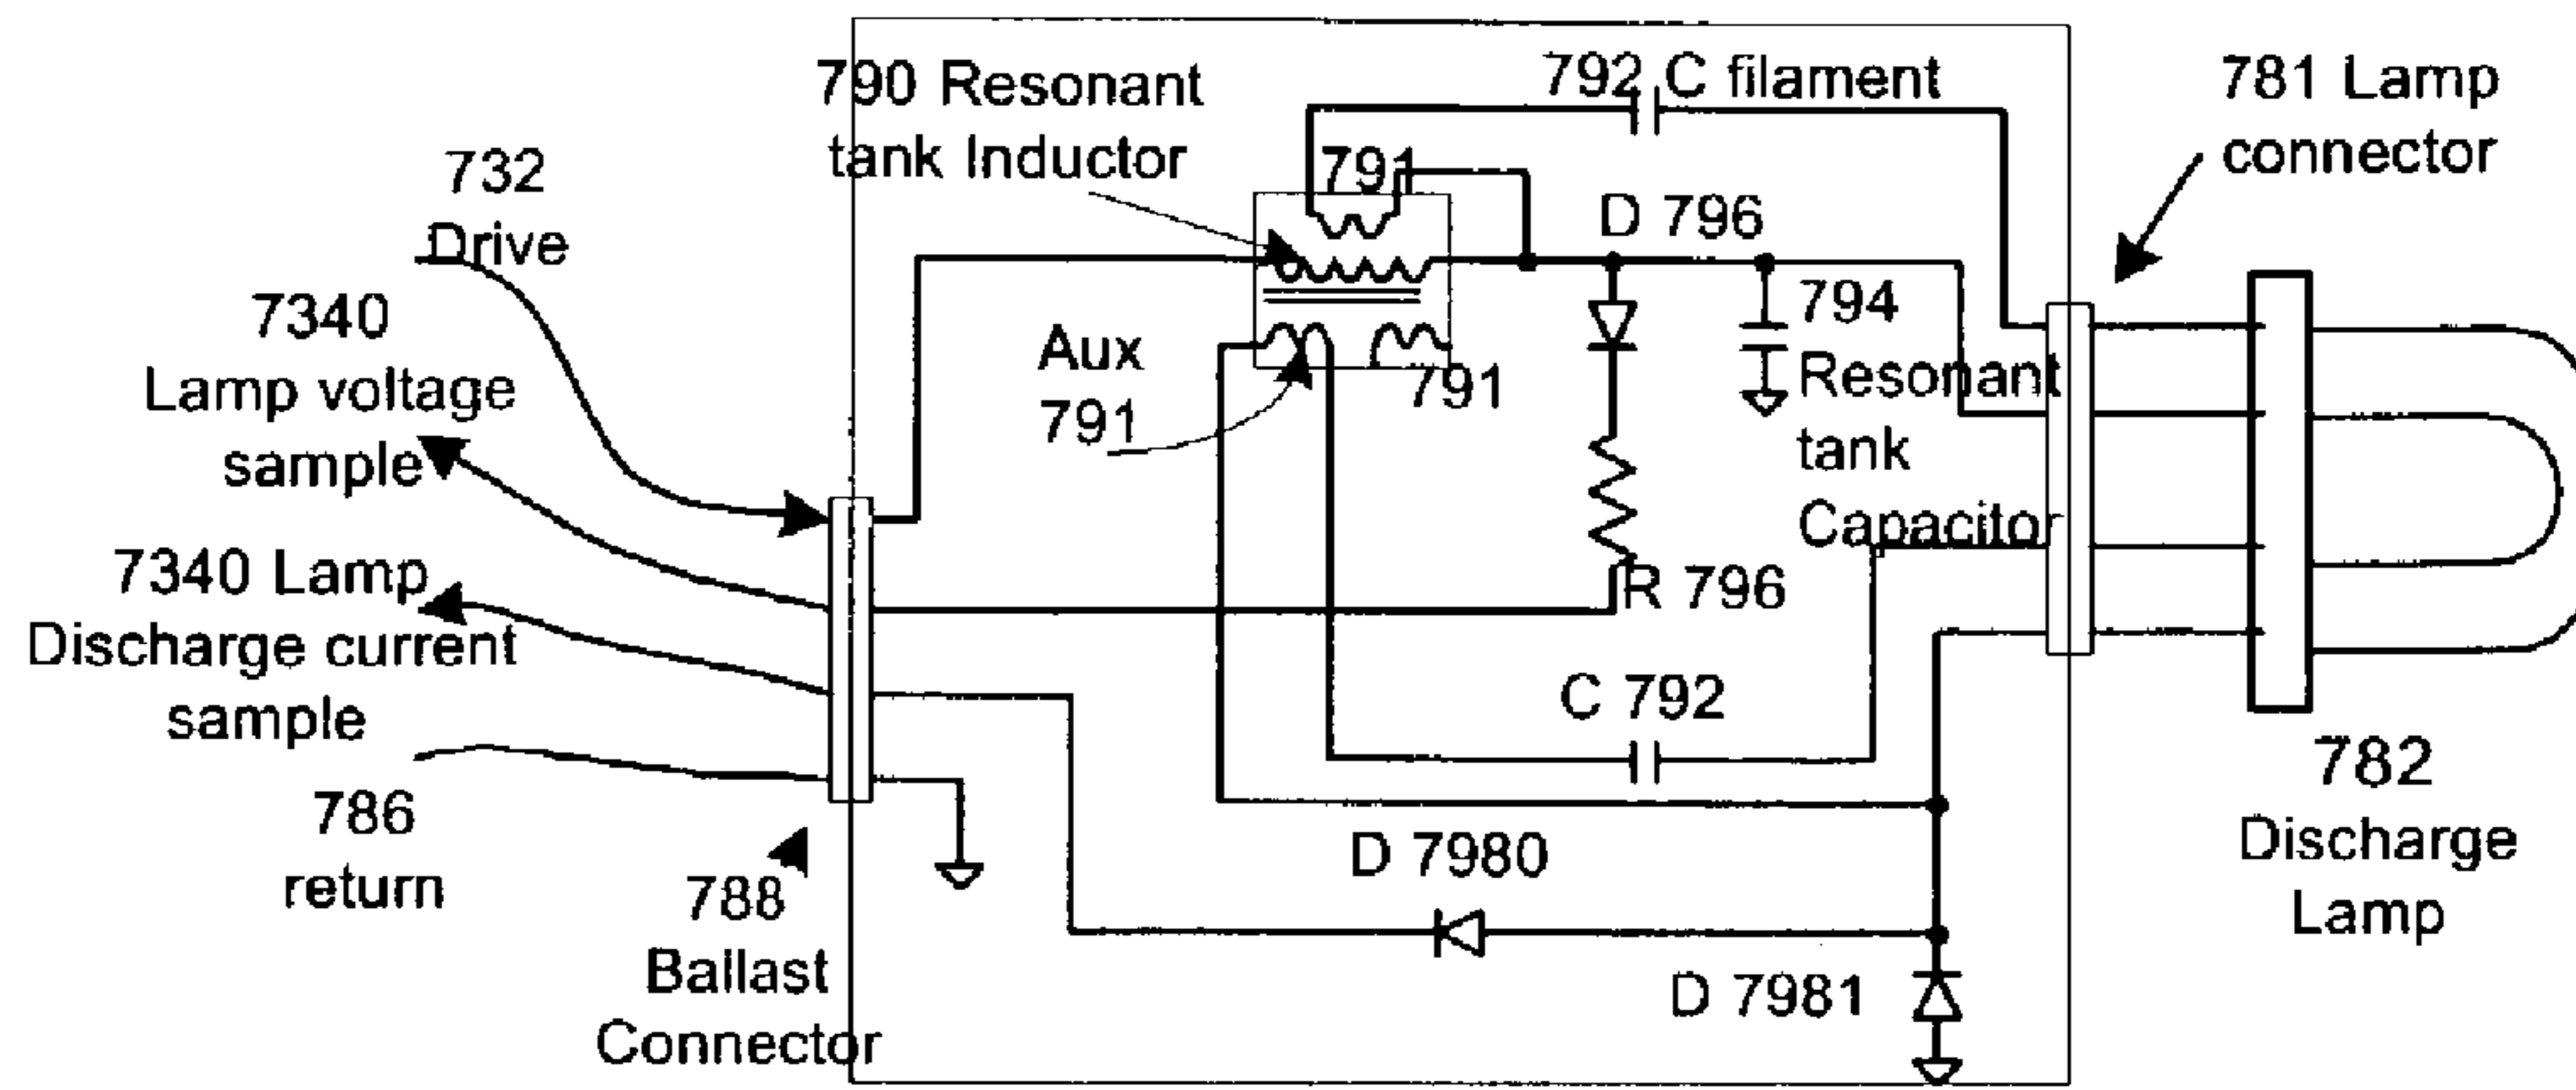 790 Resonant
tank Inductor
792 C filament
781 Lamp
connector
732
Drive
791
D 796
7340
Lamp voltage
sample
Aux
791
791
794
Resonant
tank
Capacitor
R 796
7340 Lamp
Discharge current
sample
C 792
786
return
788
Ballast
Connector
D 7980
D 7981
782
Discharge
Lamp